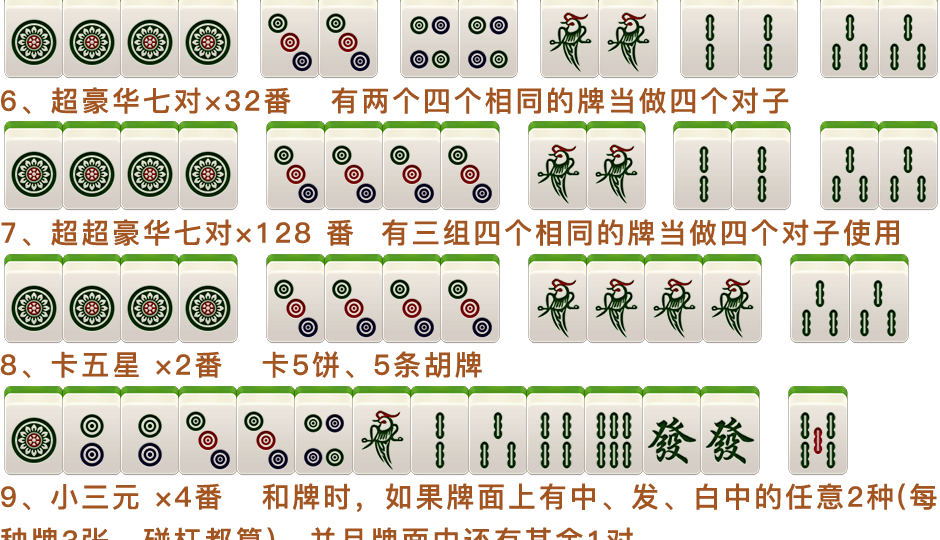 6、超豪华七对×32番 有两个四个相同的牌当做四个对子
7、超超豪华七对×128 番 有三组四个相同的牌当做四个对子使用
發 發
8、卡五星 ×2番 卡5饼、5条胡牌
9、小三元 ×4番 和牌时，如果牌面上有中、发、白中的任意2种(每
种牌3张，碰杠都算)，并且牌面中还有其余1对